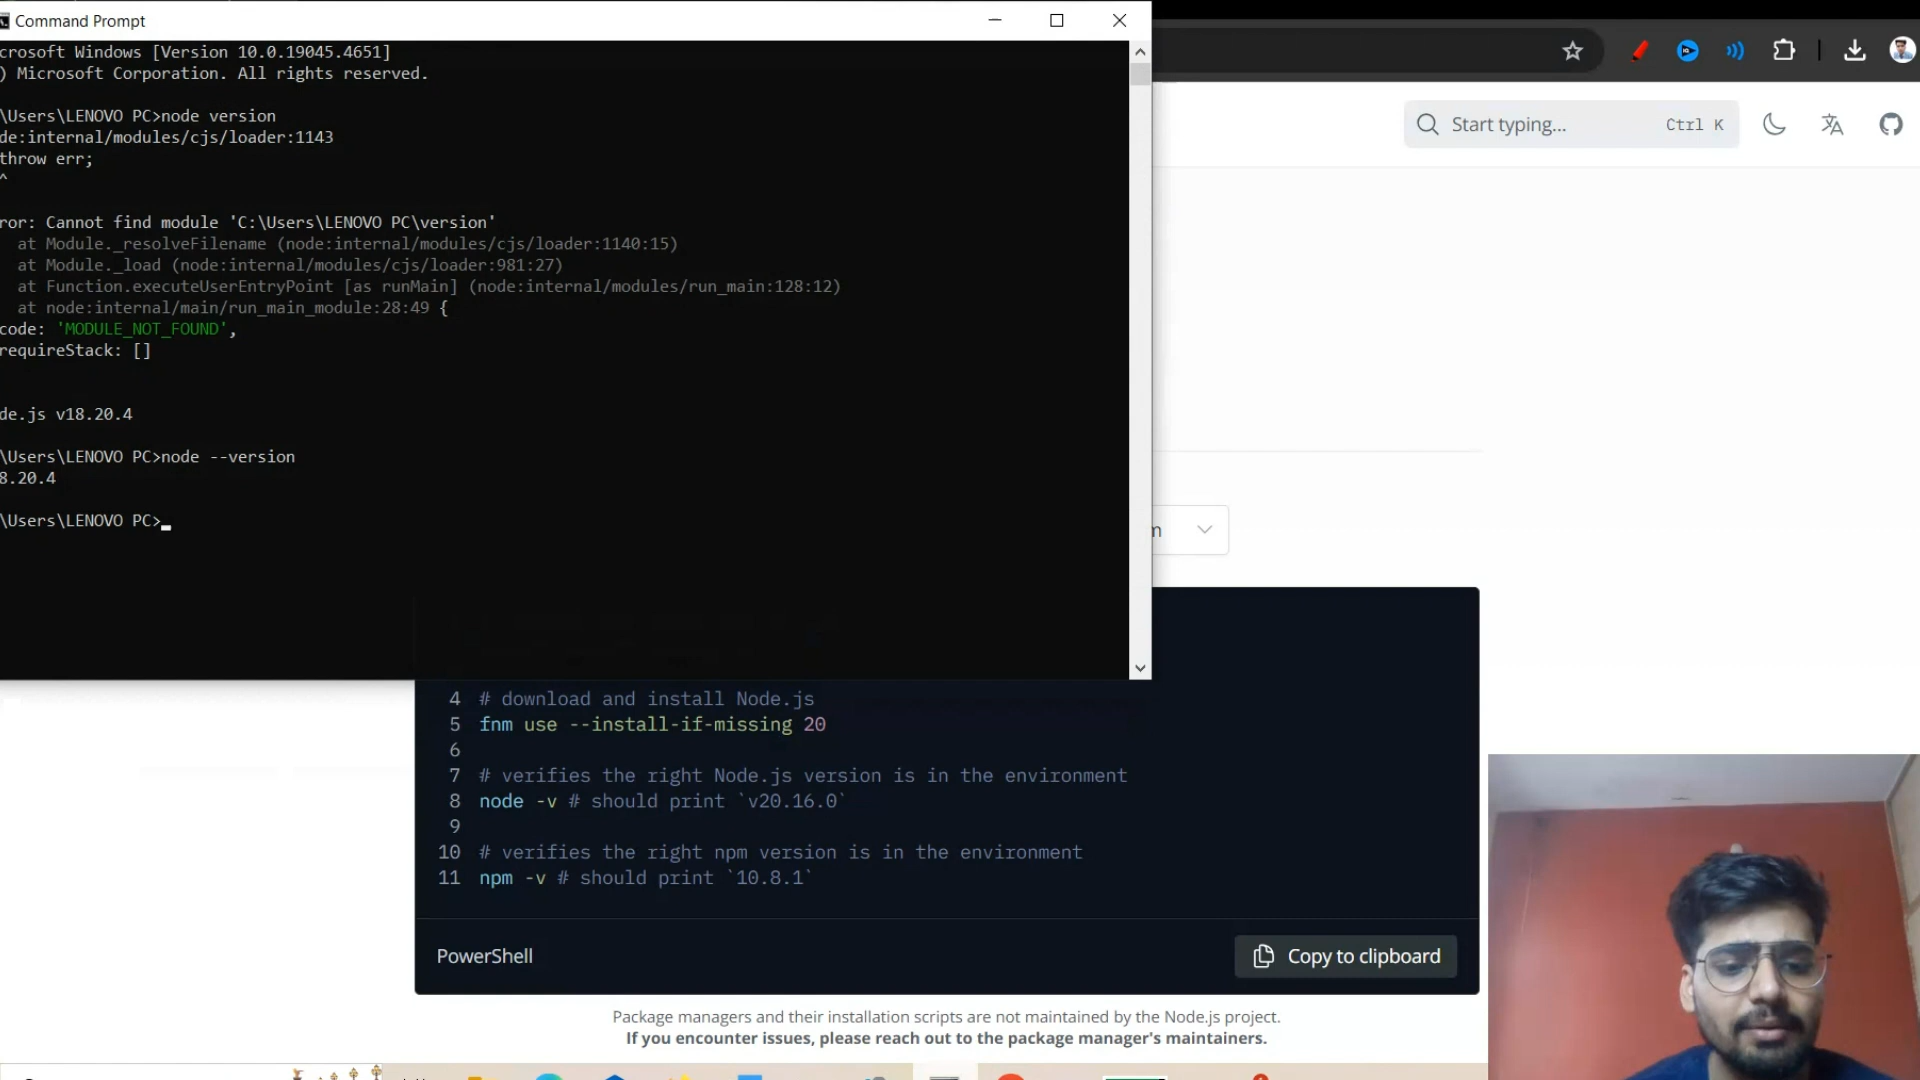 Command Prompt
crosoft Windows [Version 10.0.19045.4651]
) Microsoft Corporation. All rights reserved.
\Users\LENOVO PC>node version
de:internal/modules/cjs/loader:1143
throw err;
^
ror: Cannot find module 'C:\Users\LENOVO PC\version'
at Module._resolveFilename (node:internal/modules/cjs/loader:1140:15)
at Module._load (node:internal/modules/cjs/loader:981:27)
at Function.executeUserEntryPoint [as runMain] (node:internal/modules/run_main:128:12)
at node:internal/main/run_main_module:28:49 {
code: 'MODULE_NOT_FOUND',
requireStack: []
de.js v18.20.4
\Users\LENOVO PC>node --version
8.20.4
\Users\LENOVO PC>
Start typing... Ctrl K
m
4 # download and install Node.js
5 fnm use --install-if-missing 20
6
7 # verifies the right Node.js version is in the environment
8 node -v # should print `v20.16.0`
9
10 # verifies the right npm version is in the environment
11 npm -v # should print `10.8.1`
PowerShell
Copy to clipboard
Package managers and their installation scripts are not maintained by the Node.js project.
If you encounter issues, please reach out to the package manager's maintainers.